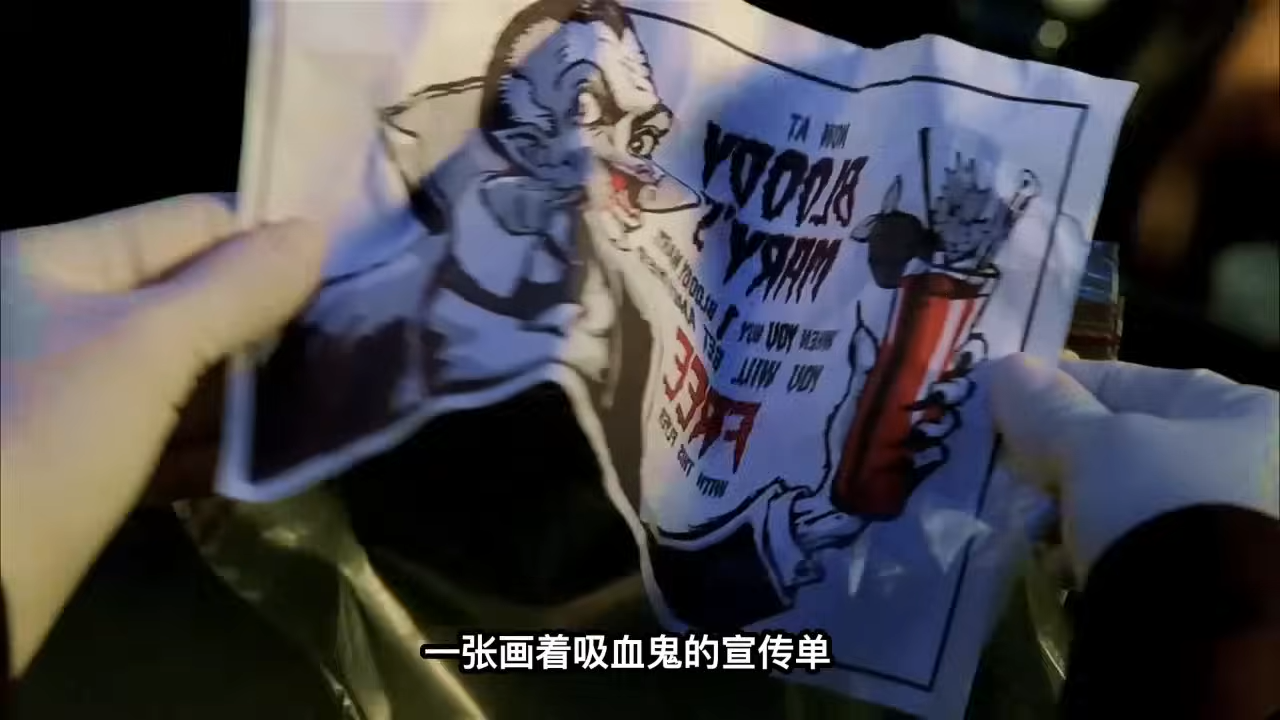 NOW AT
BLOODY
MARY'S
WHEN YOU BUY 1 BLOODY MARY
YOU WILL GET
FREE
WITH THIS FLYER
一张画着吸血鬼的宣传单